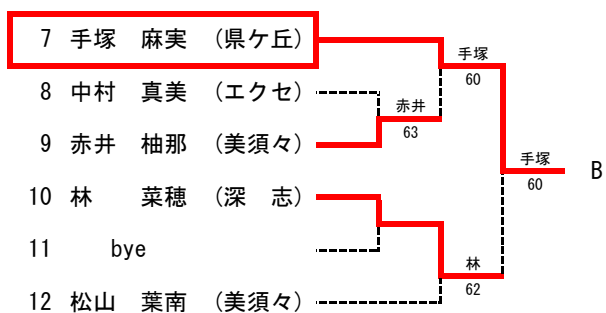 7 手塚 麻実 (県ケ丘)
手塚
60
8 中村 真美 (エクセ)
赤井
63
9 赤井 柚那 (美須々)
手塚
60
B
10 林 菜穂 (深 志)
11 bye
林
62
12 松山 葉南 (美須々)